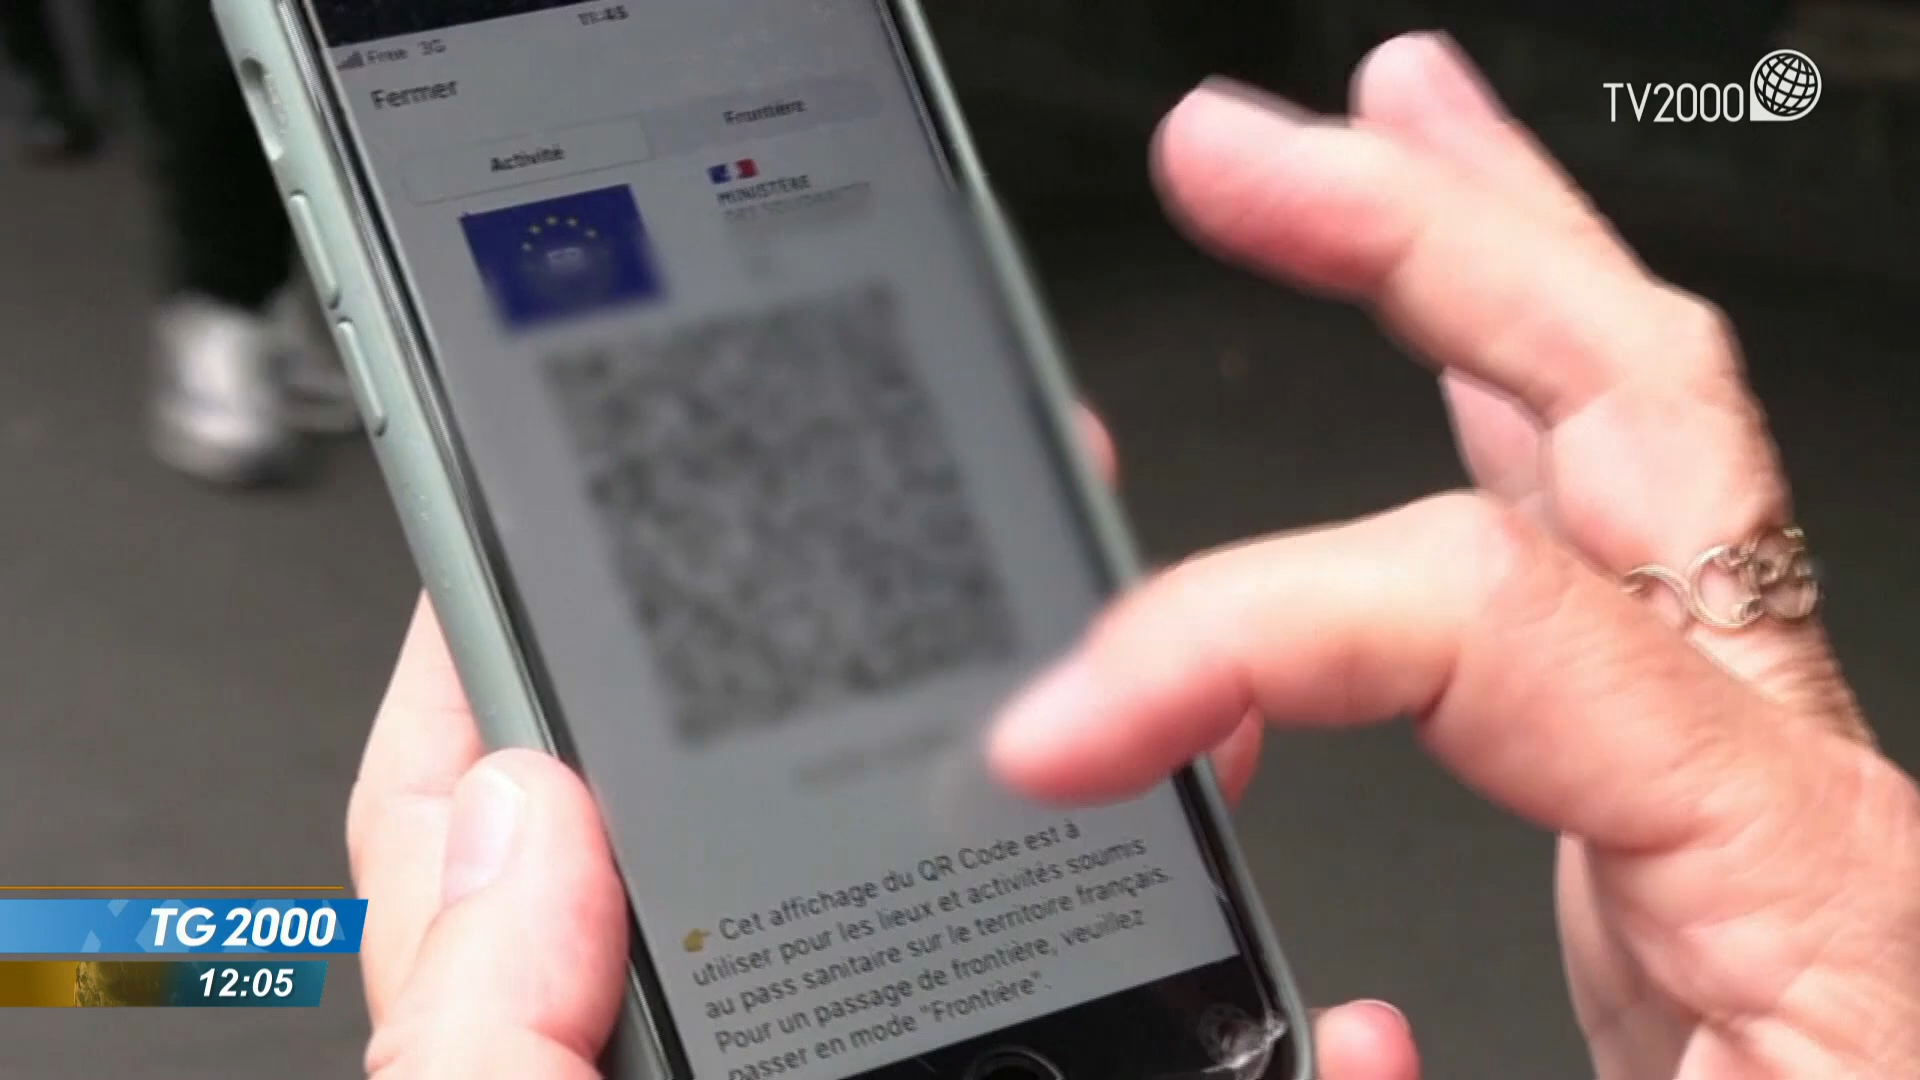 11:45
Free 3G
Fermer
Activité
Frontière
FR
MINISTÈRE
Cet affichage du QR Code est à
utiliser pour les lieux et activités soumis
au pass sanitaire sur le territoire français.
Pour un passage de frontière, veuillez
passer en mode "Frontière".
TV2000
TG 2000
12:05